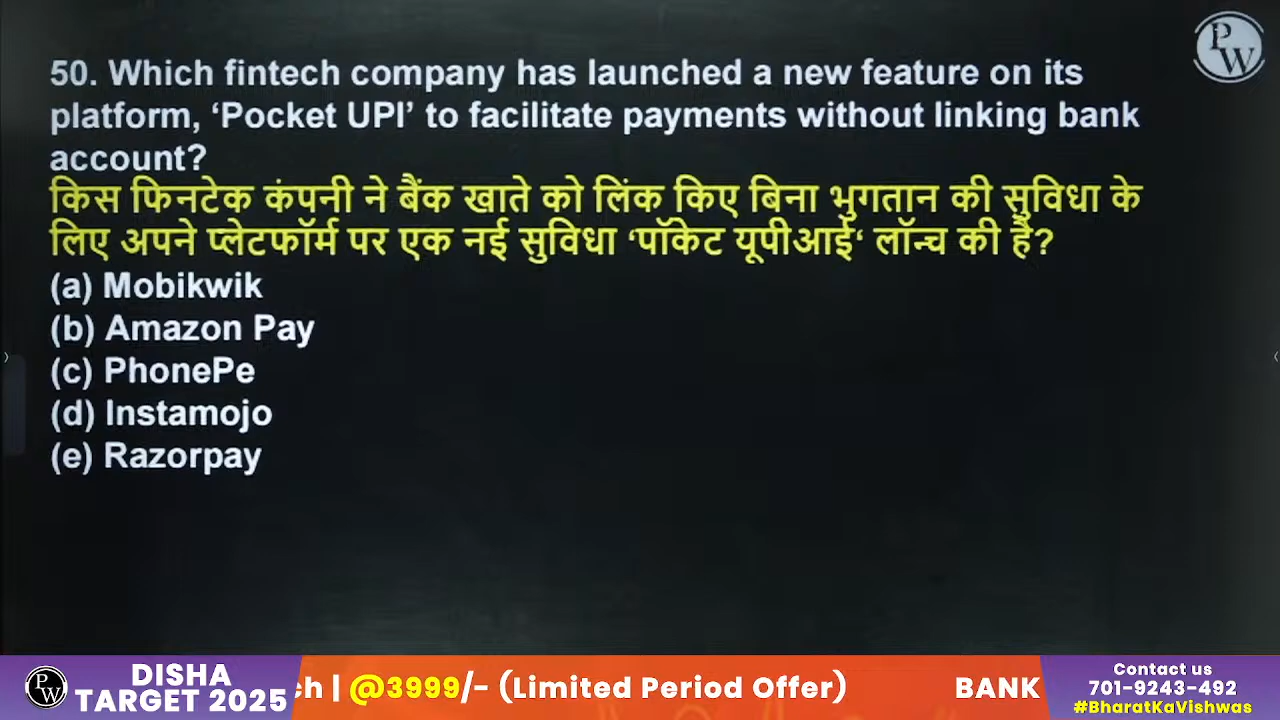 PW
50. Which fintech company has launched a new feature on its
platform, ‘Pocket UPI’ to facilitate payments without linking bank
account?
किस फिनटेक कंपनी ने बैंक खाते को लिंक किए बिना भुगतान की सुविधा के
लिए अपने प्लेटफॉर्म पर एक नई सुविधा ‘पॉकेट यूपीआई‘ लॉन्च की है?
(a) Mobikwik
(b) Amazon Pay
(c) PhonePe
(d) Instamojo
(e) Razorpay
PW
DISHA
TARGET 2025
ch | @3999/- (Limited Period Offer)
BANK
Contact us
701-9243-492
#BharatKaVishwas